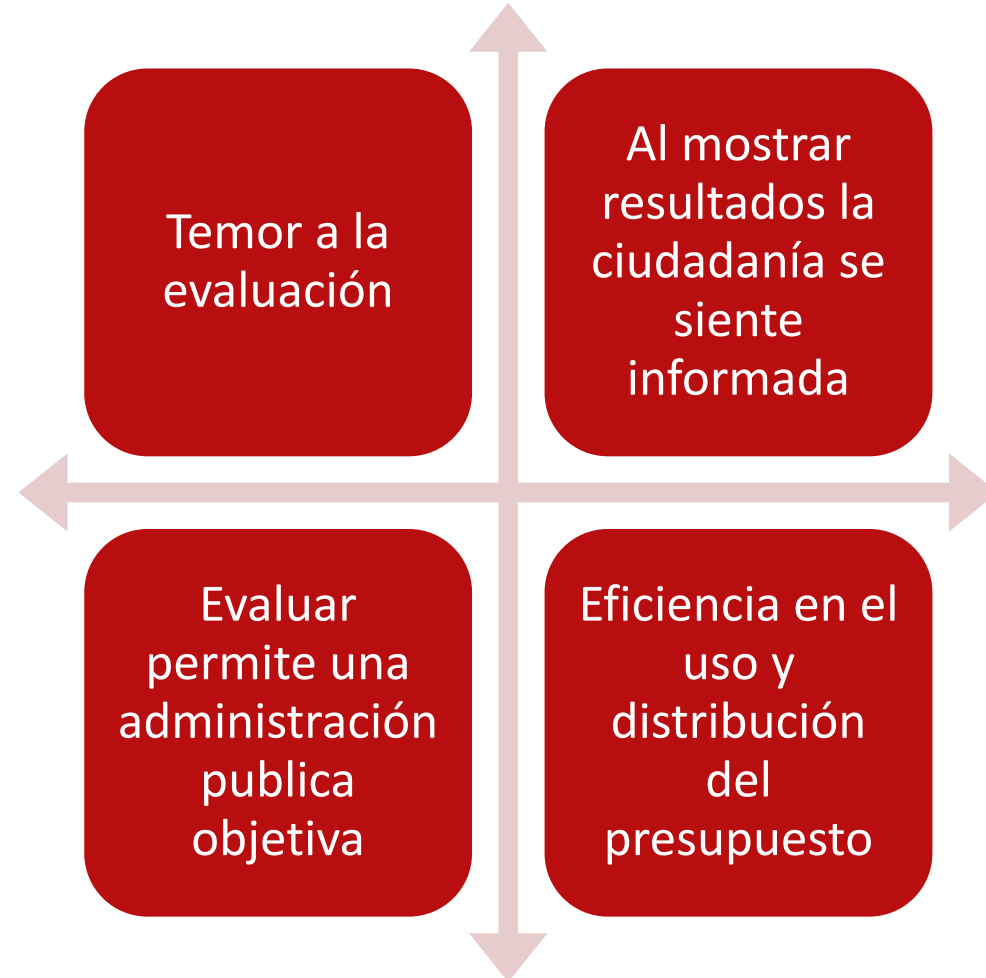 Temor a la
evaluación
Al mostrar
resultados la
ciudadanía se
siente
informada
Evaluar
permite una
administración
publica
objetiva
Eficiencia en el
uso y
distribución
del
presupuesto